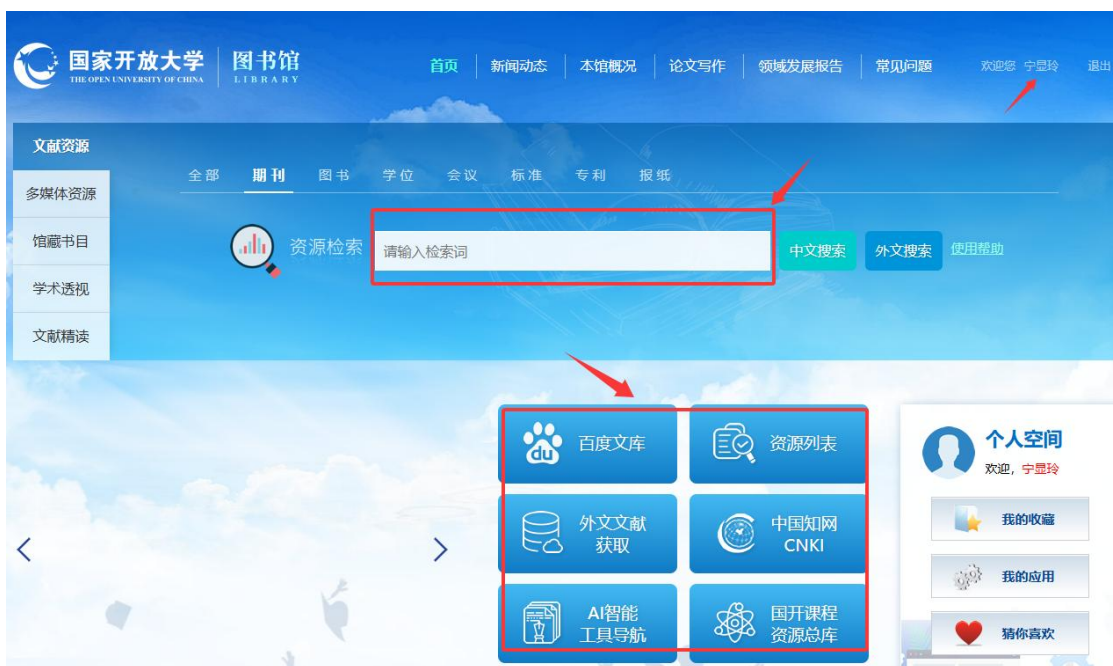 国家开放大学
THE OPEN UNIVERSITY OF CHINA
图书馆
LIBRARY
首页 新闻动态 本馆概况 论文写作 领域发展报告 常见问题 欢迎您 宁显玲 退出
文献资源
多媒体资源
馆藏书目
学术透视
文献精读
全部 期刊 图书 学位 会议 标准 专利 报纸
资源检索 请输入检索词 中文搜索 外文搜索 使用帮助
du 百度文库
资源列表
外文文献
获取
中国知网
CNKI
AI智能
工具导航
国开课程
资源总库
个人空间
欢迎, 宁显玲
我的收藏
我的应用
猜你喜欢